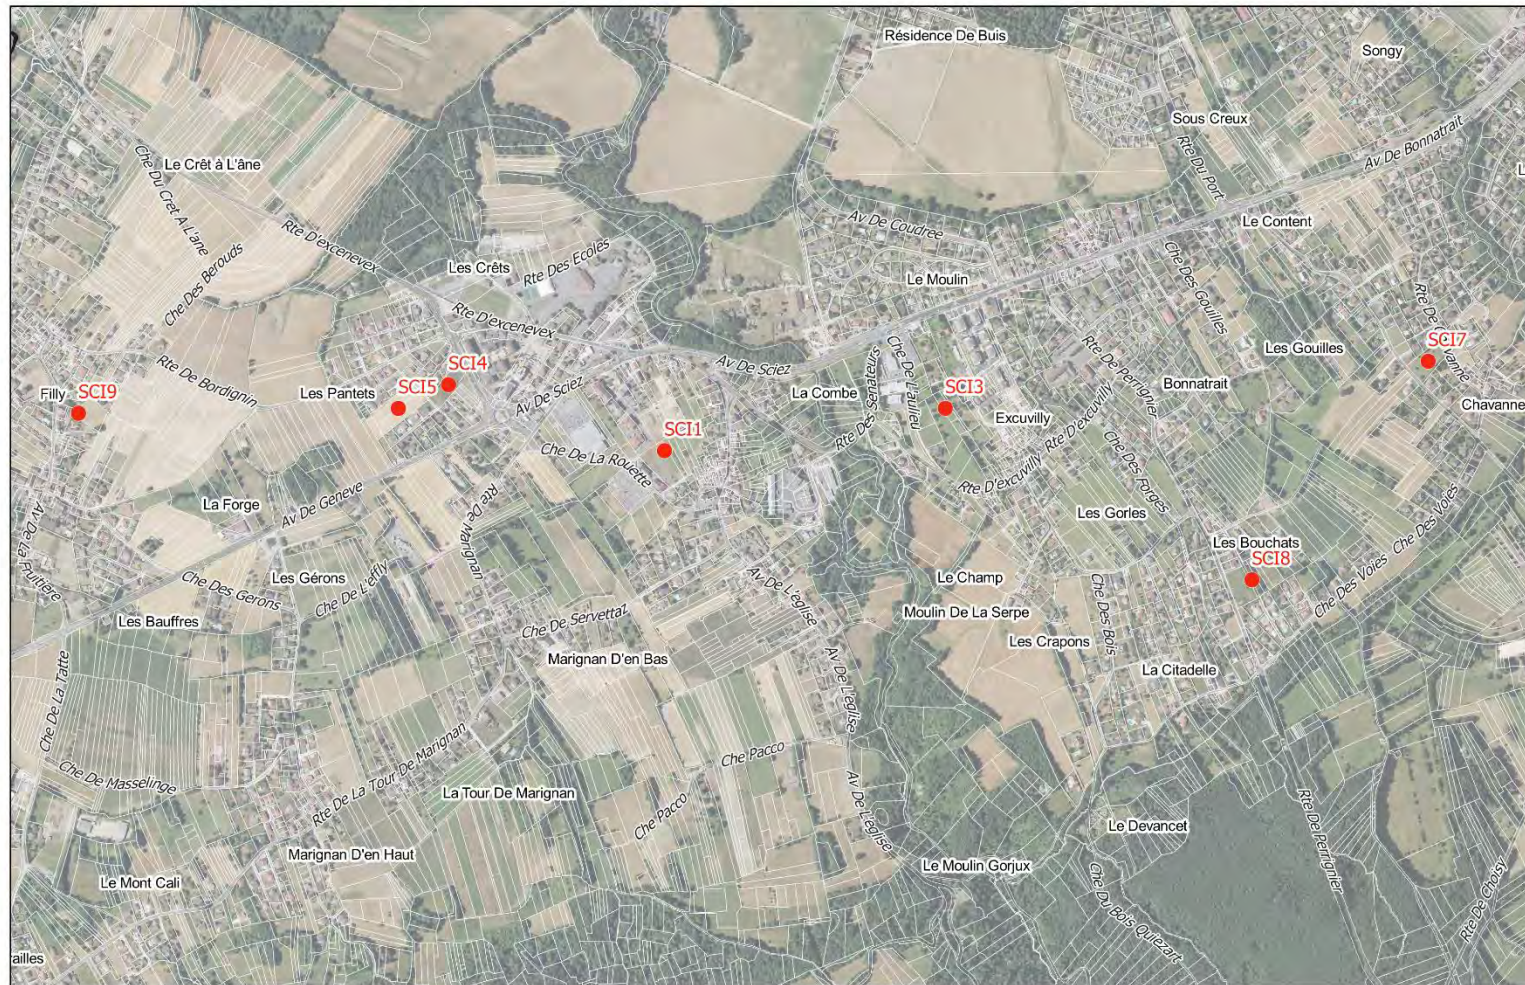 Résidence De Buis
Songy
Sous Creux
Av De Bonnatrait
Rte Du Port
Le Crêt à L'âne
Che Du Cret A L'ane
Rte D'excenevex
Che Des Berouds
Les Crêts
Rte Des Ecoles
Av De Coudree
Le Content
Le Moulin
Che Des Gouilles
Rte D'excenevex
Rte De Bordignin
Les Pantets
SCI4
SCI5
Filly
SCI9
Av De Sciez
Av De Sciez
La Combe
Rte Des Senateurs
Che De L'aulieu
SCI3
Excuvilly
Rte De Perrignier
Rte D'excuvilly
Bonnatrait
Les Gouilles
SCI7
Chavanne
SCI1
Che De La Rouette
Rte D'excuvilly
Che Des Forges
La Forge
Av De Geneve
Rte De Marignan
Les Gorles
Les Bouchats
SCI8
Che Des Voies
Che Des Voies
Av De La Fruitière
Che Des Gerons
Les Gérons
Che De Leffly
Les Bauffres
Che De Servettaz
Av De L'eglise
Le Champ
Moulin De La Serpe
Les Crapons
Che Des Bois
La Citadelle
Marignan D'en Bas
Av De L'eglise
Che De La Tatte
Che De Masselinge
Rte De La Tour De Marignan
La Tour De Marignan
Che Pacco
Che Pacco
Av De L'eglise
Le Devancet
Rte De Perrignier
Marignan D'en Haut
Le Mont Cali
Le Moulin Gorjux
Che Du Bois Quiezart
Rte De Choisy
railles